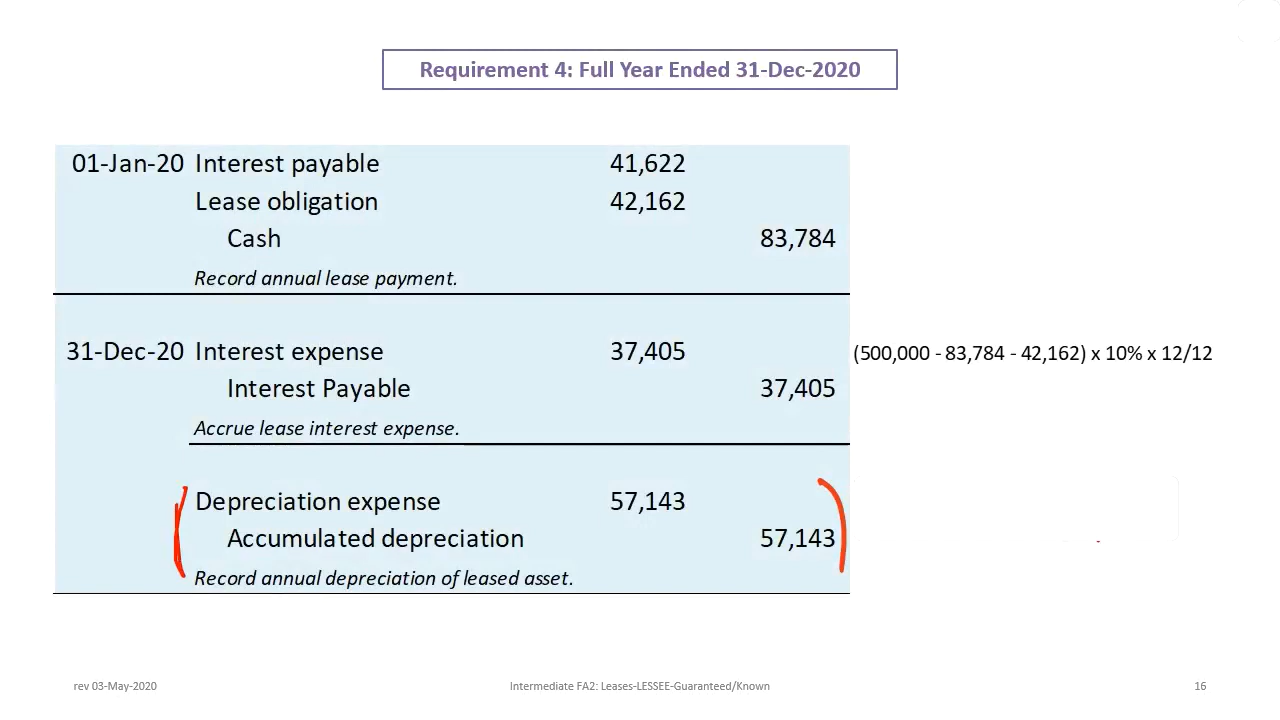 Requirement 4: Full Year Ended 31-Dec-2020
01-Jan-20 Interest payable 41,622
Lease obligation 42,162
Cash 83,784
Record annual lease payment.
31-Dec-20 Interest expense 37,405 (500,000 - 83,784 - 42,162) x 10% x 12/12
Interest Payable 37,405
Accrue lease interest expense.
Depreciation expense 57,143
Accumulated depreciation 57,143
Record annual depreciation of leased asset.
rev 03-May-2020 Intermediate FA2: Leases-LESSEE-Guaranteed/Known 16